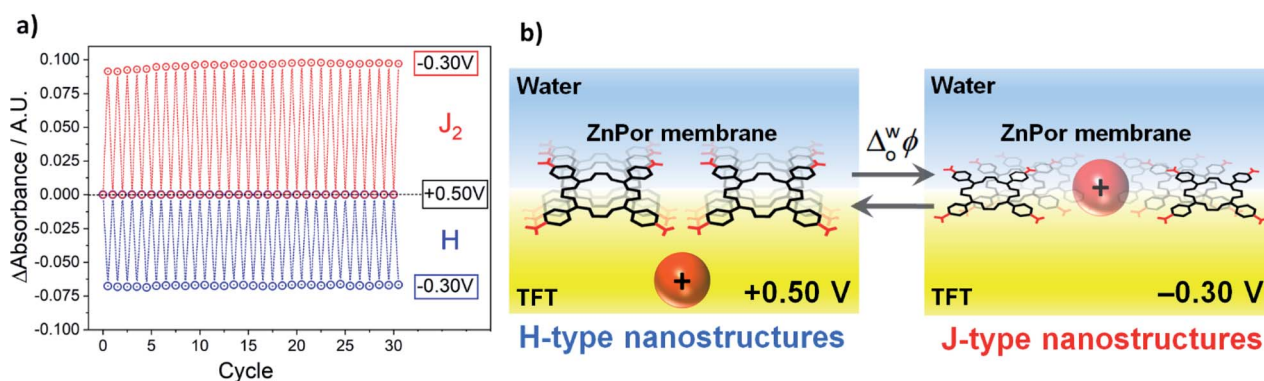 a)
ΔAbsorbance / A.U.
0.100
0.075
0.050
0.025
0.000
-0.025
-0.050
-0.075
-0.100
0
5
10
15
20
25
30
Cycle
-0.30V
J₂
+0.50V
H
-0.30V
b)
Water
ZnPor membrane
+
TFT
+0.50 V
H-type nanostructures
Δ$_o^w$ϕ
Water
ZnPor membrane
+
TFT
–0.30 V
J-type nanostructures